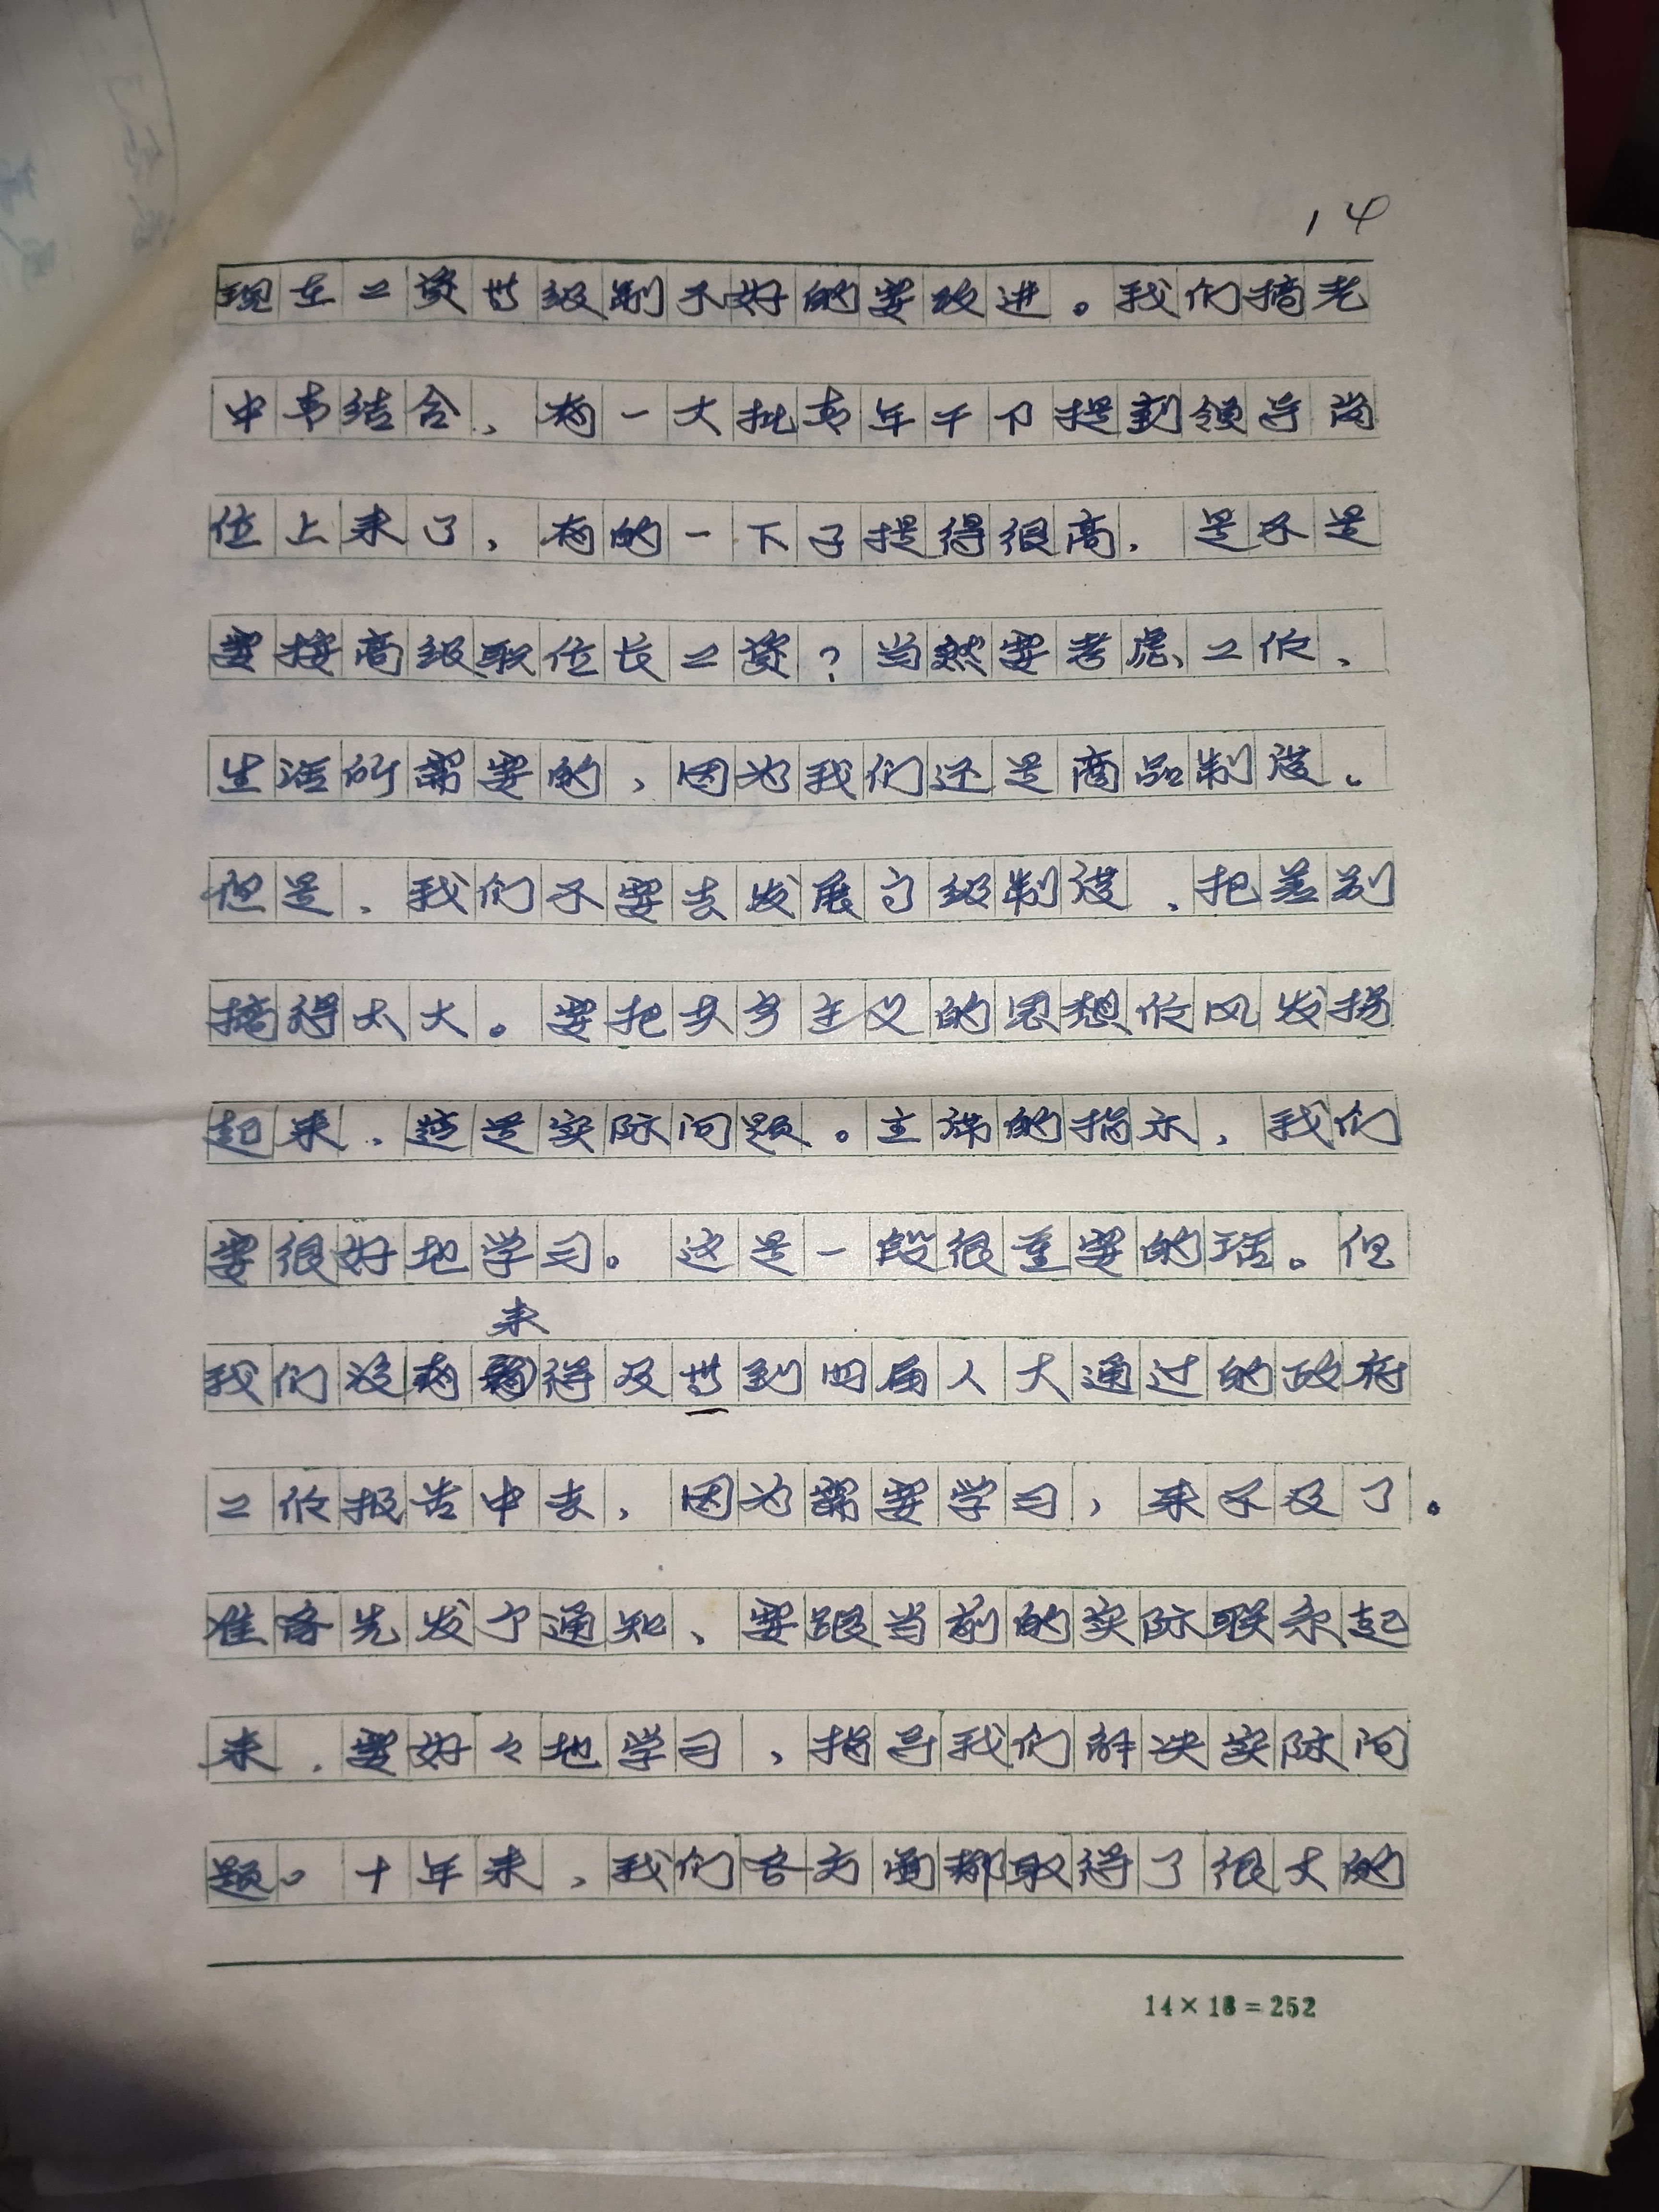 14
现在工资等级制不好的要改进。我们搞老
中青结合、有一大批青年干卩提到领导岗
位上来了，有的一下子提得很高，是不是
要按高级职位长工资？当然要考虑工作、
生活所需要的，因为我们还是商品制度。
但是，我们不要去发展等级制度，把差别
搞得太大。要把共产主义的思想作风发扬
起来，这是实际问题。主席的指示，我们
要很好地学习。这是一段很重要的话。但
来
我们没有得及等到四届人大通过的政府
工作报告中去，因为需要学习，来不及了。
准备先发个通知、要跟当前的实际联系起
来，要好々地学习，指导我们解决实际问
题。十年来，我们各方面都取得了很大的
14×18=252